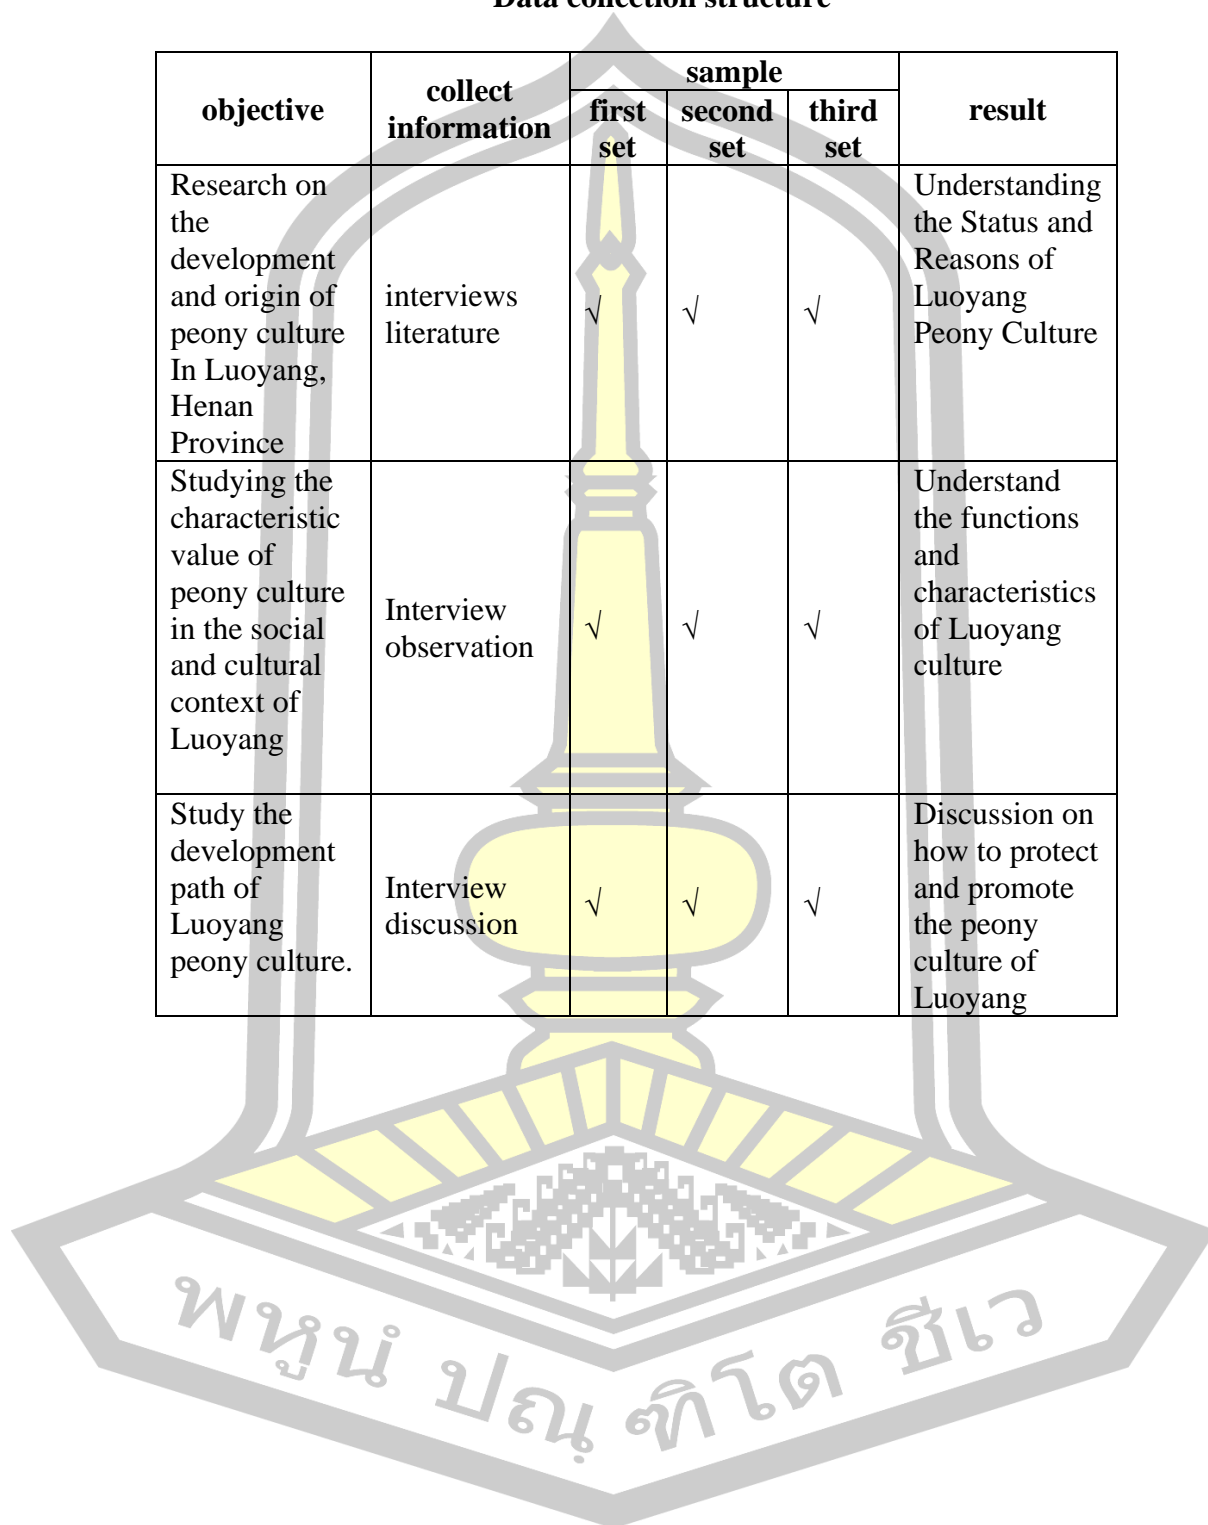 Data collection structure
objective
collect
information
sample
first
set
second
set
third
set
result
Research on
the
development
and origin of
peony culture
In Luoyang,
Henan
Province
interviews
literature
√
√
√
Understanding
the Status and
Reasons of
Luoyang
Peony Culture
Studying the
characteristic
value of
peony culture
in the social
and cultural
context of
Luoyang
Interview
observation
√
√
√
Understand
the functions
and
characteristics
of Luoyang
culture
Study the
development
path of
Luoyang
peony culture.
Interview
discussion
√
√
√
Discussion on
how to protect
and promote
the peony
culture of
Luoyang
พหูนํ ปณฺฑิโต ชีเว